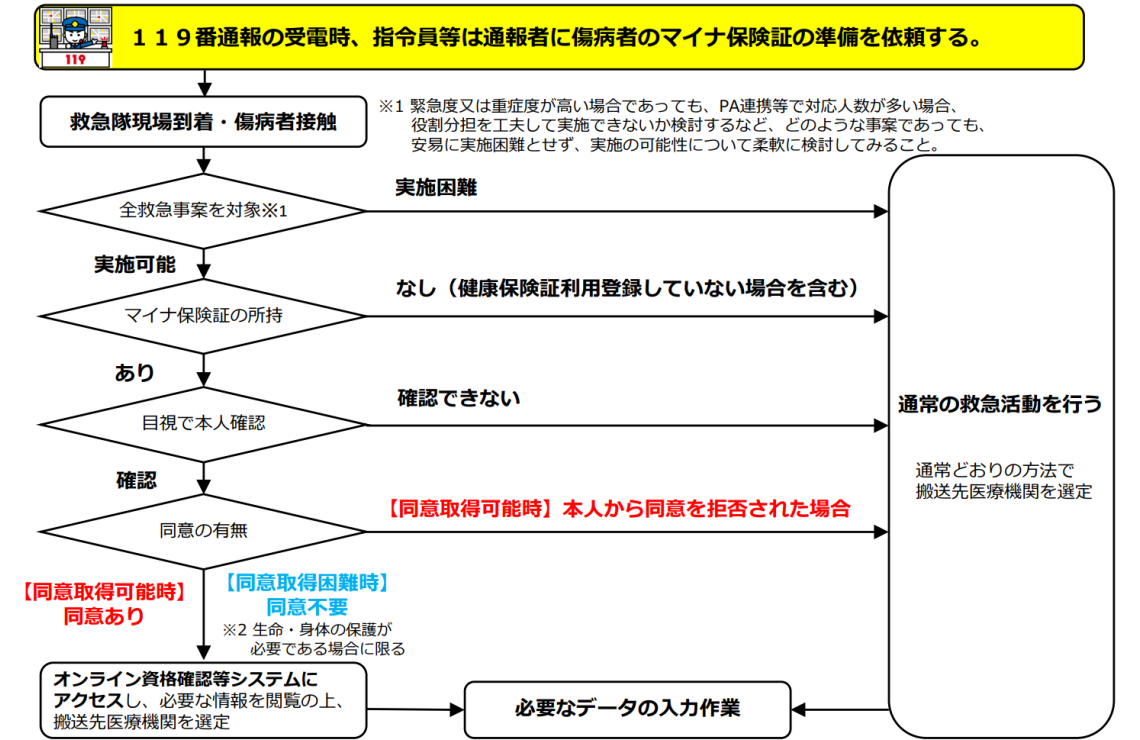 119番通報の受電時、指令員等は通報者に傷病者のマイナ保険証の準備を依頼する。
119
救急隊現場到着・傷病者接触
※1 緊急度又は重症度が高い場合であっても、PA連携等で対応人数が多い場合、
役割分担を工夫して実施できないか検討するなど、どのような事案であっても、
安易に実施困難とせず、実施の可能性について柔軟に検討してみること。
全救急事案を対象※1
実施困難
実施可能
マイナ保険証の所持
なし（健康保険証利用登録していない場合を含む）
あり
目視で本人確認
確認できない
確認
同意の有無
【同意取得可能時】本人から同意を拒否された場合
通常の救急活動を行う
通常どおりの方法で
搬送先医療機関を選定
【同意取得可能時】
同意あり
【同意取得困難時】
同意不要
※2 生命・身体の保護が
必要である場合に限る
オンライン資格確認等システムに
アクセスし、必要な情報を閲覧の上、
搬送先医療機関を選定
必要なデータの入力作業